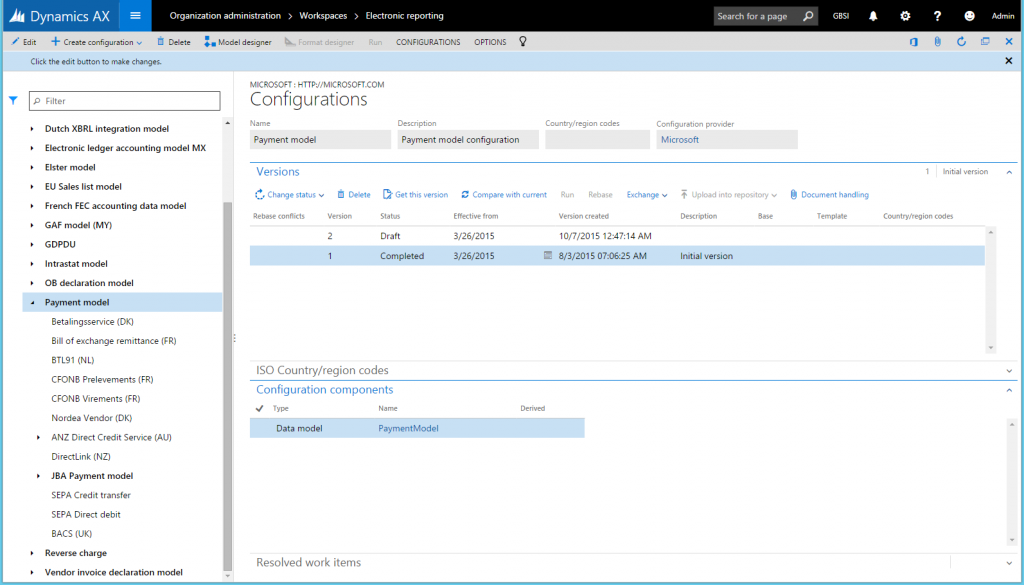 Dynamics AX Organization administration > Workspaces > Electronic reporting Search for a page GBSI ? Admin
Edit + Create configuration Delete Model designer Format designer Run CONFIGURATIONS OPTIONS
Click the edit button to make changes.
Filter
Dutch XBRL integration model
Electronic ledger accounting model MX
Elster model
EU Sales list model
French FEC accounting data model
GAF model (MY)
GDPDU
Intrastat model
OB declaration model
Payment model
Betalingsservice (DK)
Bill of exchange remittance (FR)
BTL91 (NL)
CFONB Prelevements (FR)
CFONB Virements (FR)
Nordea Vendor (DK)
ANZ Direct Credit Service (AU)
DirectLink (NZ)
JBA Payment model
SEPA Credit transfer
SEPA Direct debit
BACS (UK)
Reverse charge
Vendor invoice declaration model
MICROSOFT : HTTP://MICROSOFT.COM
Configurations
Name Description Country/region codes Configuration provider
Payment model Payment model configuration Microsoft
Versions 1 Initial version
Change status Delete Get this version Compare with current Run Rebase Exchange Upload into repository Document handling
Rebase conflicts Version Status Effective from Version created Description Base Template Country/region codes
2 Draft 3/26/2015 10/7/2015 12:47:14 AM
1 Completed 3/26/2015 8/3/2015 07:06:25 AM Initial version
ISO Country/region codes
Configuration components
Type Name Derived
Data model PaymentModel
Resolved work items